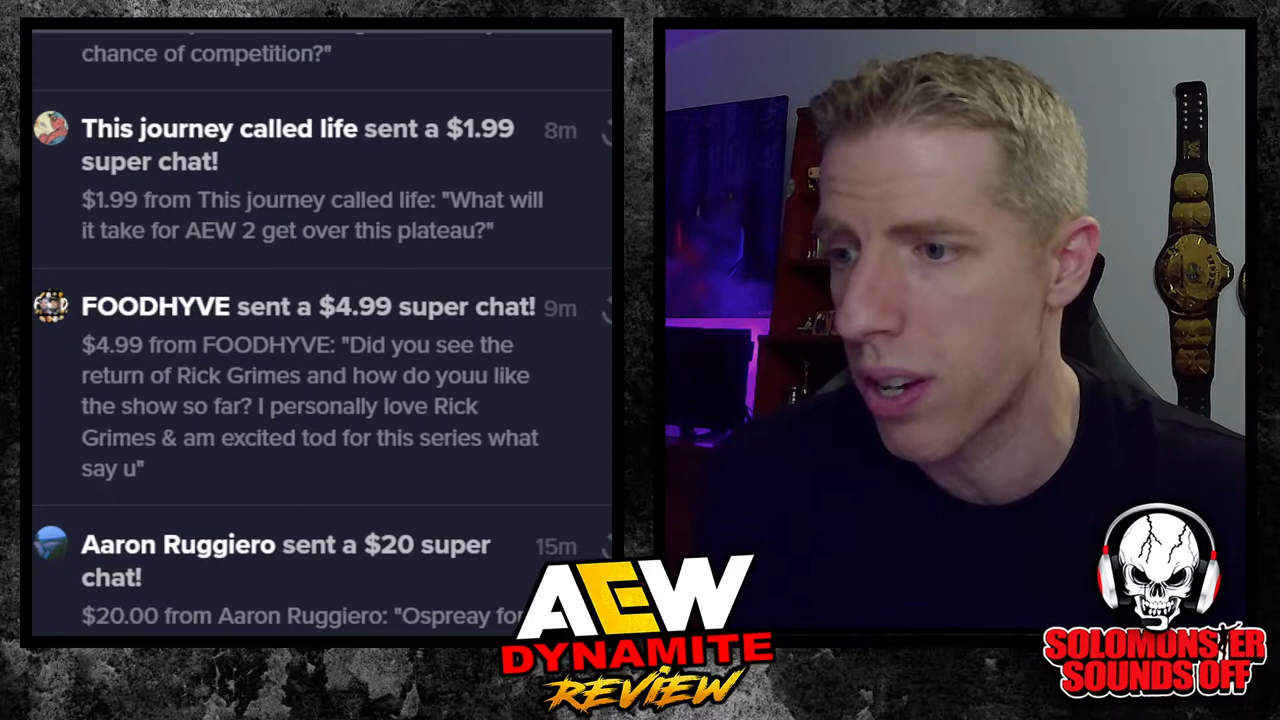 chance of competition?"
This journey called life sent a $1.99
8m
super chat!
$1.99 from This journey called life: "What will
it take for AEW 2 get over this plateau?"
FOODHYVE sent a $4.99 super chat!
9m
$4.99 from FOODHYVE: "Did you see the
return of Rick Grimes and how do youu like
the show so far? I personally love Rick
Grimes & am excited tod for this series what
say u"
Aaron Ruggiero sent a $20 super
15m
chat!
$20.00 from Aaron Ruggiero: "Ospreay for
AEW
DYNAMITE
REVIEW
SOLOMONSTER
SOUNDS OFF